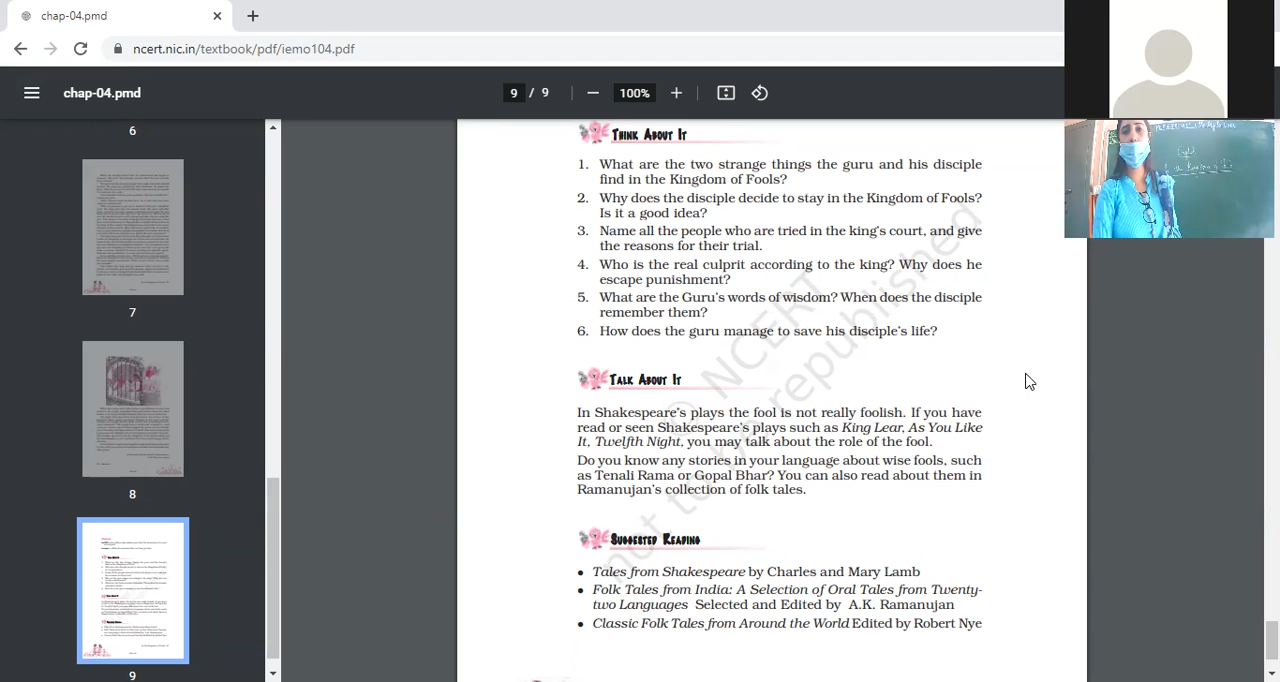 chap-04.pmd
ncert.nic.in/textbook/pdf/iemo104.pdf
chap-04.pmd
9 / 9
100%
6
7
8
9
THINK ABOUT IT
1. What are the two strange things the guru and his disciple
find in the Kingdom of Fools?
2. Why does the disciple decide to stay in the Kingdom of Fools?
Is it a good idea?
3. Name all the people who are tried in the king's court, and give
the reasons for their trial.
4. Who is the real culprit according to the king? Why does he
escape punishment?
5. What are the Guru's words of wisdom? When does the disciple
remember them?
6. How does the guru manage to save his disciple's life?
TALK ABOUT IT
In Shakespeare's plays the fool is not really foolish. If you have
read or seen Shakespeare's plays such as King Lear, As You Like
It, Twelfth Night, you may talk about the role of the fool.
Do you know any stories in your language about wise fools, such
as Tenali Rama or Gopal Bhar? You can also read about them in
Ramanujan's collection of folk tales.
SUGGESTED READING
• Tales from Shakespeare by Charles and Mary Lamb
• Folk Tales from India: A Selection of Oral Tales from Twenty-
two Languages Selected and Edited by A.K. Ramanujan
• Classic Folk Tales from Around the World Edited by Robert Nye
© NCERT
not to be republished